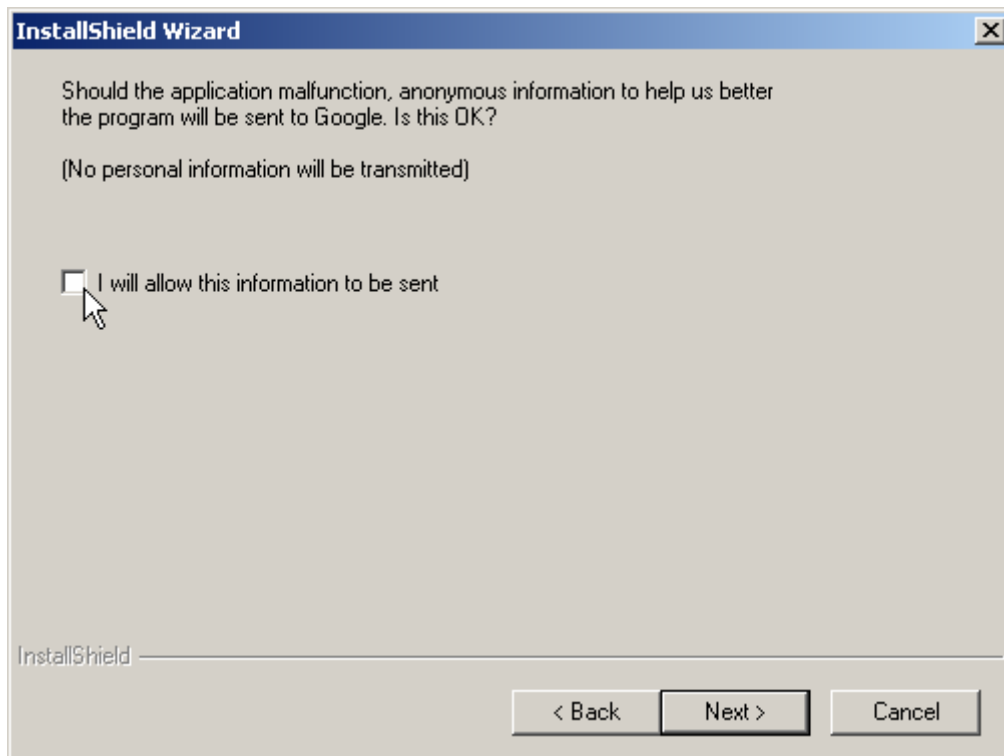 InstallShield Wizard
Should the application malfunction, anonymous information to help us better
the program will be sent to Google. Is this OK?
(No personal information will be transmitted)
I will allow this information to be sent
InstallShield
< Back
Next >
Cancel